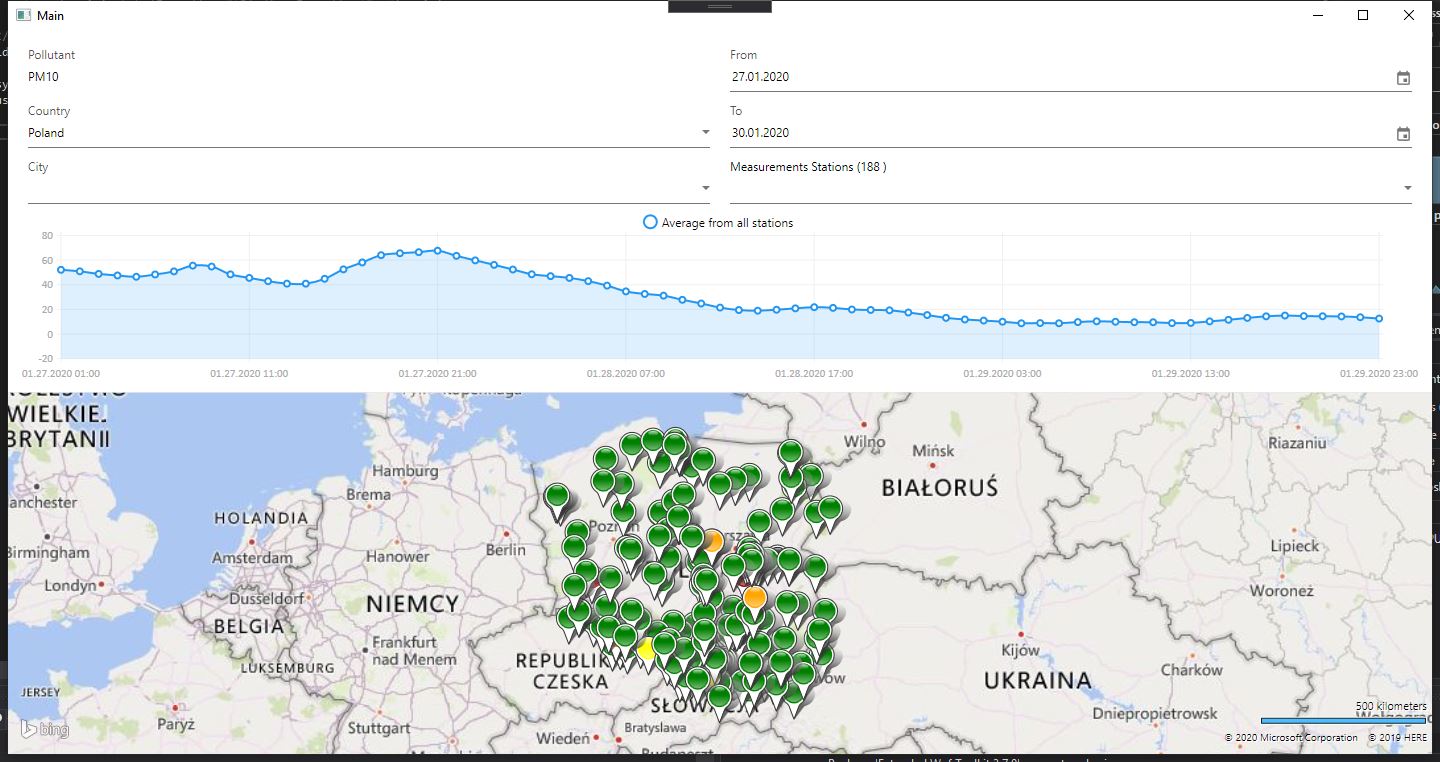 Main
Pollutant
PM10
From
27.01.2020
Country
Poland
To
30.01.2020
City
Measurements Stations (188 )
Average from all stations
80
60
40
20
0
-20
01.27.2020 01:00
01.27.2020 11:00
01.27.2020 21:00
01.28.2020 07:00
01.28.2020 17:00
01.29.2020 03:00
01.29.2020 13:00
01.29.2020 23:00
WIELKIEJ
BRYTANII
Wilno
Riazaniu
Mińsk
Hamburg
BIAŁORUŚ
Brema
anchester
HOLANDIA
Birmingham
Amsterdam
Hanower
Berlin
Lipieck
Londyn
Woroneż
Dusseldorf
NIEMCY
BELGIA
Frankfurt
nad Menem
Kijów
LUKSEMBURG
REPUBLIK
CZESKA
Charków
UKRAINA
JERSEY
SŁOWA
500 kilometers
Paryż
Stuttgart
Bratysława
Dniepropietrowsk
bing
Wiedeń
Budapeszt
© 2020 Microsoft Corporation © 2019 HERE